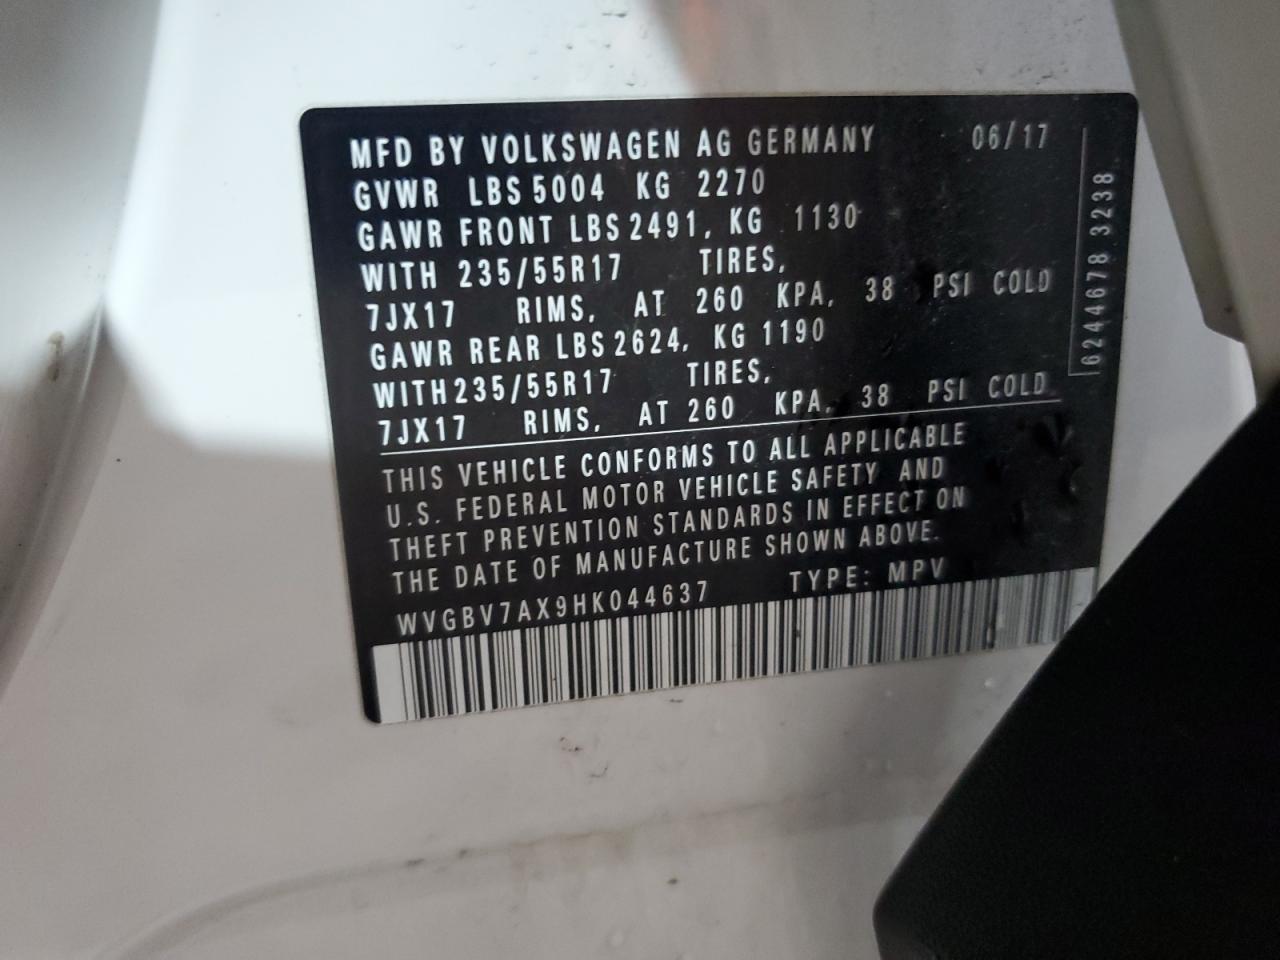 MFD BY VOLKSWAGEN AG GERMANY 06/17
GVWR LBS 5004 KG 2270
GAWR FRONT LBS 2491, KG 1130
WITH 235/55R17 TIRES,
7JX17 RIMS, AT 260 KPA, 38 PSI COLD
GAWR REAR LBS 2624, KG 1190
WITH 235/55R17 TIRES,
7JX17 RIMS, AT 260 KPA, 38 PSI COLD
THIS VEHICLE CONFORMS TO ALL APPLICABLE
U.S. FEDERAL MOTOR VEHICLE SAFETY AND
THEFT PREVENTION STANDARDS IN EFFECT ON
THE DATE OF MANUFACTURE SHOWN ABOVE.
WVGBV7AX9HK044637 TYPE: MPV
6244678 3238